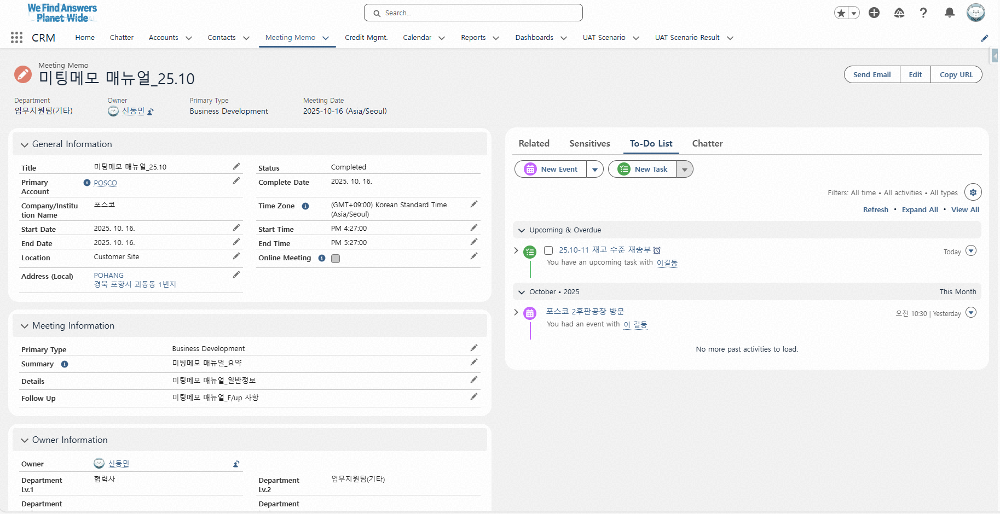 We Find Answers
Planet Wide
Search...
CRM
Home
Chatter
Accounts
Contacts
Meeting Memo
Credit Mgmt.
Calendar
Reports
Dashboards
UAT Scenario
UAT Scenario Result
Meeting Memo
미팅메모 매뉴얼_25.10
Send Email
Edit
Copy URL
Department
업무지원팀(기타)
Owner
신동민
Primary Type
Business Development
Meeting Date
2025-10-16 (Asia/Seoul)
General Information
Title
미팅메모 매뉴얼_25.10
Status
Completed
Primary
Account
POSCO
Complete Date
2025. 10. 16.
Company/Institu
tion Name
포스코
Time Zone
(GMT+09:00) Korean Standard Time
(Asia/Seoul)
Start Date
2025. 10. 16.
Start Time
PM 4:27:00
End Date
2025. 10. 16.
End Time
PM 5:27:00
Location
Customer Site
Online Meeting
Address (Local)
POHANG
경북 포항시 괴동동 1번지
Meeting Information
Primary Type
Business Development
Summary
미팅메모 매뉴얼_요약
Details
미팅메모 매뉴얼_일반정보
Follow Up
미팅메모 매뉴얼_F/up 사항
Owner Information
Owner
신동민
Department
Lv.1
협력사
Department
Lv.2
업무지원팀(기타)
Department
Department
Related
Sensitives
To-Do List
Chatter
New Event
New Task
Filters: All time • All activities • All types
Refresh • Expand All • View All
Upcoming & Overdue
25.10-11 재고 수준 재송부
Today
You have an upcoming task with 이길동
October • 2025
This Month
포스코 2후판공장 방문
오전 10:30 | Yesterday
You had an event with 이 길동
No more past activities to load.